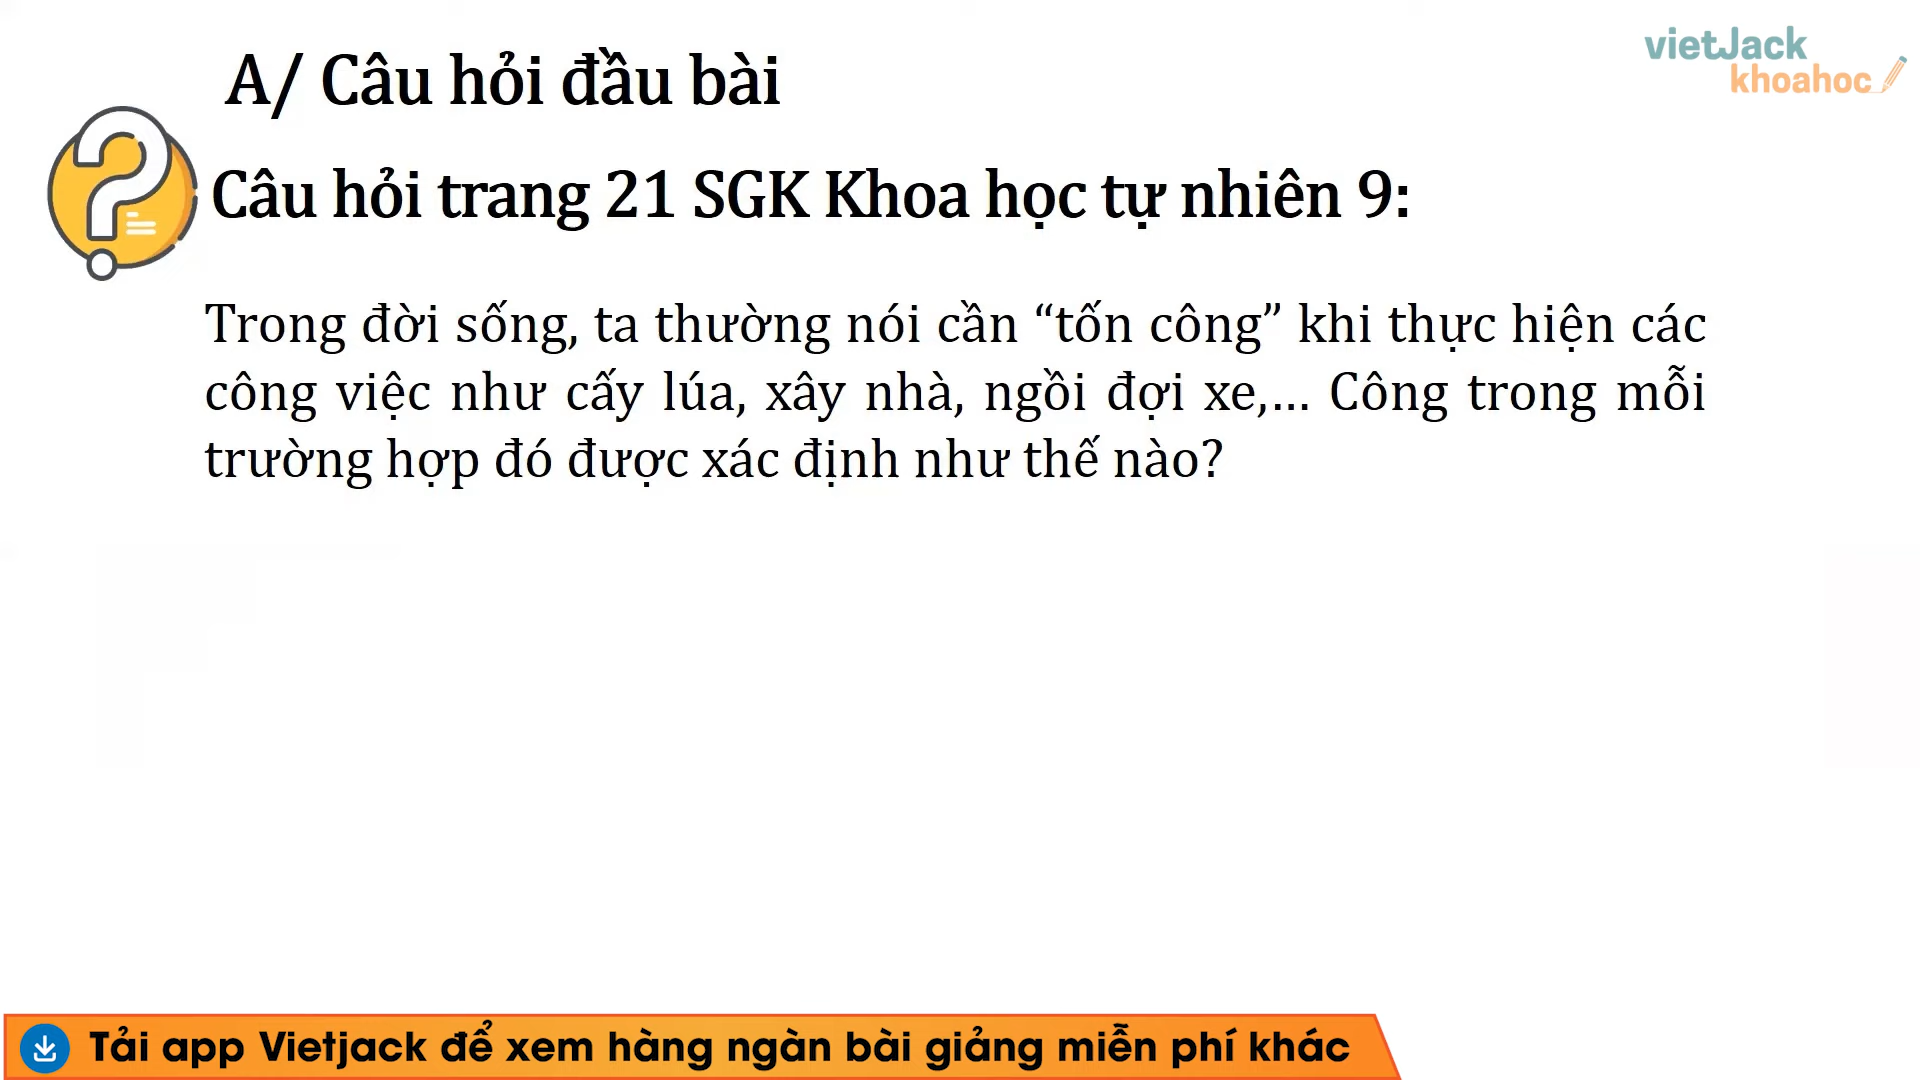 vietJack
khoahoc
A/ Câu hỏi đầu bài
Câu hỏi trang 21 SGK Khoa học tự nhiên 9:
Trong đời sống, ta thường nói cần “tốn công” khi thực hiện các
công việc như cấy lúa, xây nhà, ngồi đợi xe,… Công trong mỗi
trường hợp đó được xác định như thế nào?
Tải app Vietjack để xem hàng ngàn bài giảng miễn phí khác